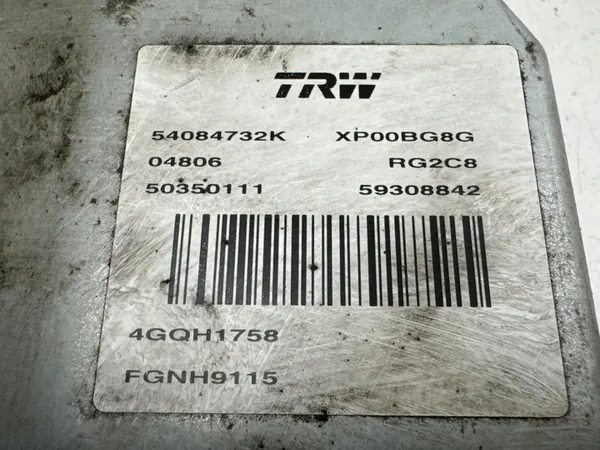 TRW
54084732K XP00BG8G
04806 RG2C8
50350111 59308842
4GQH1758
FGNH9115